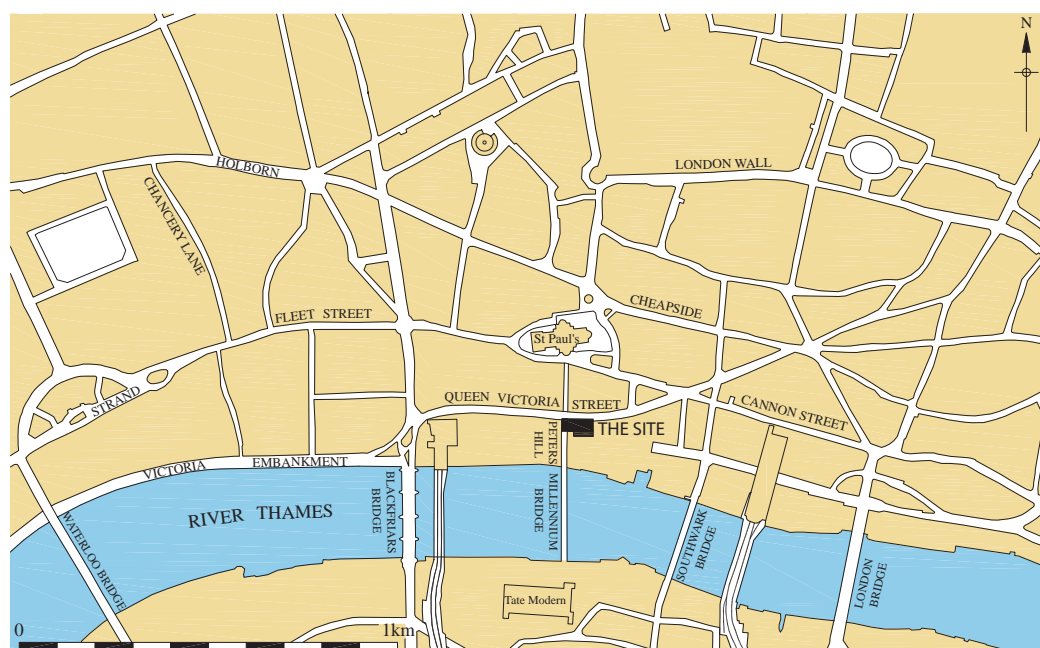 N
HOLBORN
LONDON WALL
CHANCERY LANE
CHEAPSIDE
FLEET STREET
St Paul's
STRAND
QUEEN VICTORIA STREET
CANNON STREET
THE SITE
PETERS HILL
VICTORIA EMBANKMENT
BLACKFRIARS
BRIDGE
MILLENNIUM
BRIDGE
RIVER THAMES
WATERLOO BRIDGE
SOUTHWARK
BRIDGE
LONDON
BRIDGE
Tate Modern
0
1km